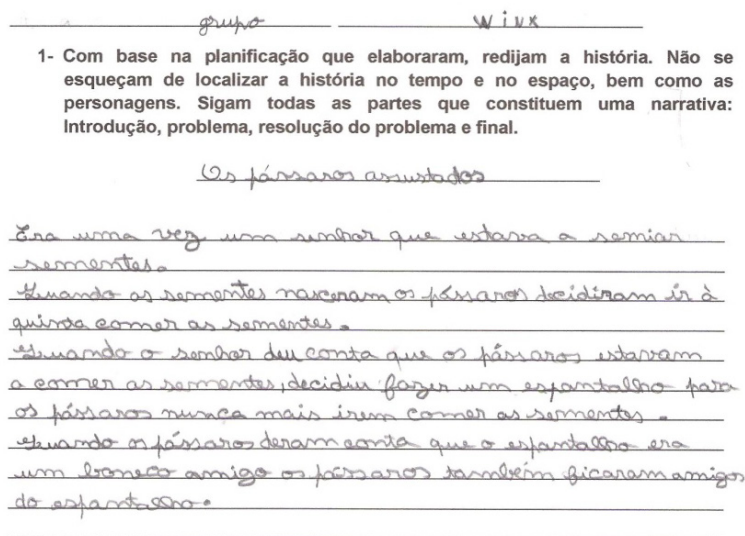 grupo Winx
1- Com base na planificação que elaboraram, redijam a história. Não se
esqueçam de localizar a história no tempo e no espaço, bem como as
personagens. Sigam todas as partes que constituem uma narrativa:
Introdução, problema, resolução do problema e final.
Os pássaros assustados
Era uma vez um senhor que estava a semiar
sementes.
Quando as sementes nasceram os pássaros decidiram ir à
quinta comer as sementes.
Quando o senhor deu conta que os pássaros estavam
a comer as sementes, decidiu fazer um espantalho para
os pássaros nunca mais irem comer as sementes.
Quando os pássaros deram conta que o espantalho era
um boneco amigo os pássaros também ficaram amigos
do espantalho.